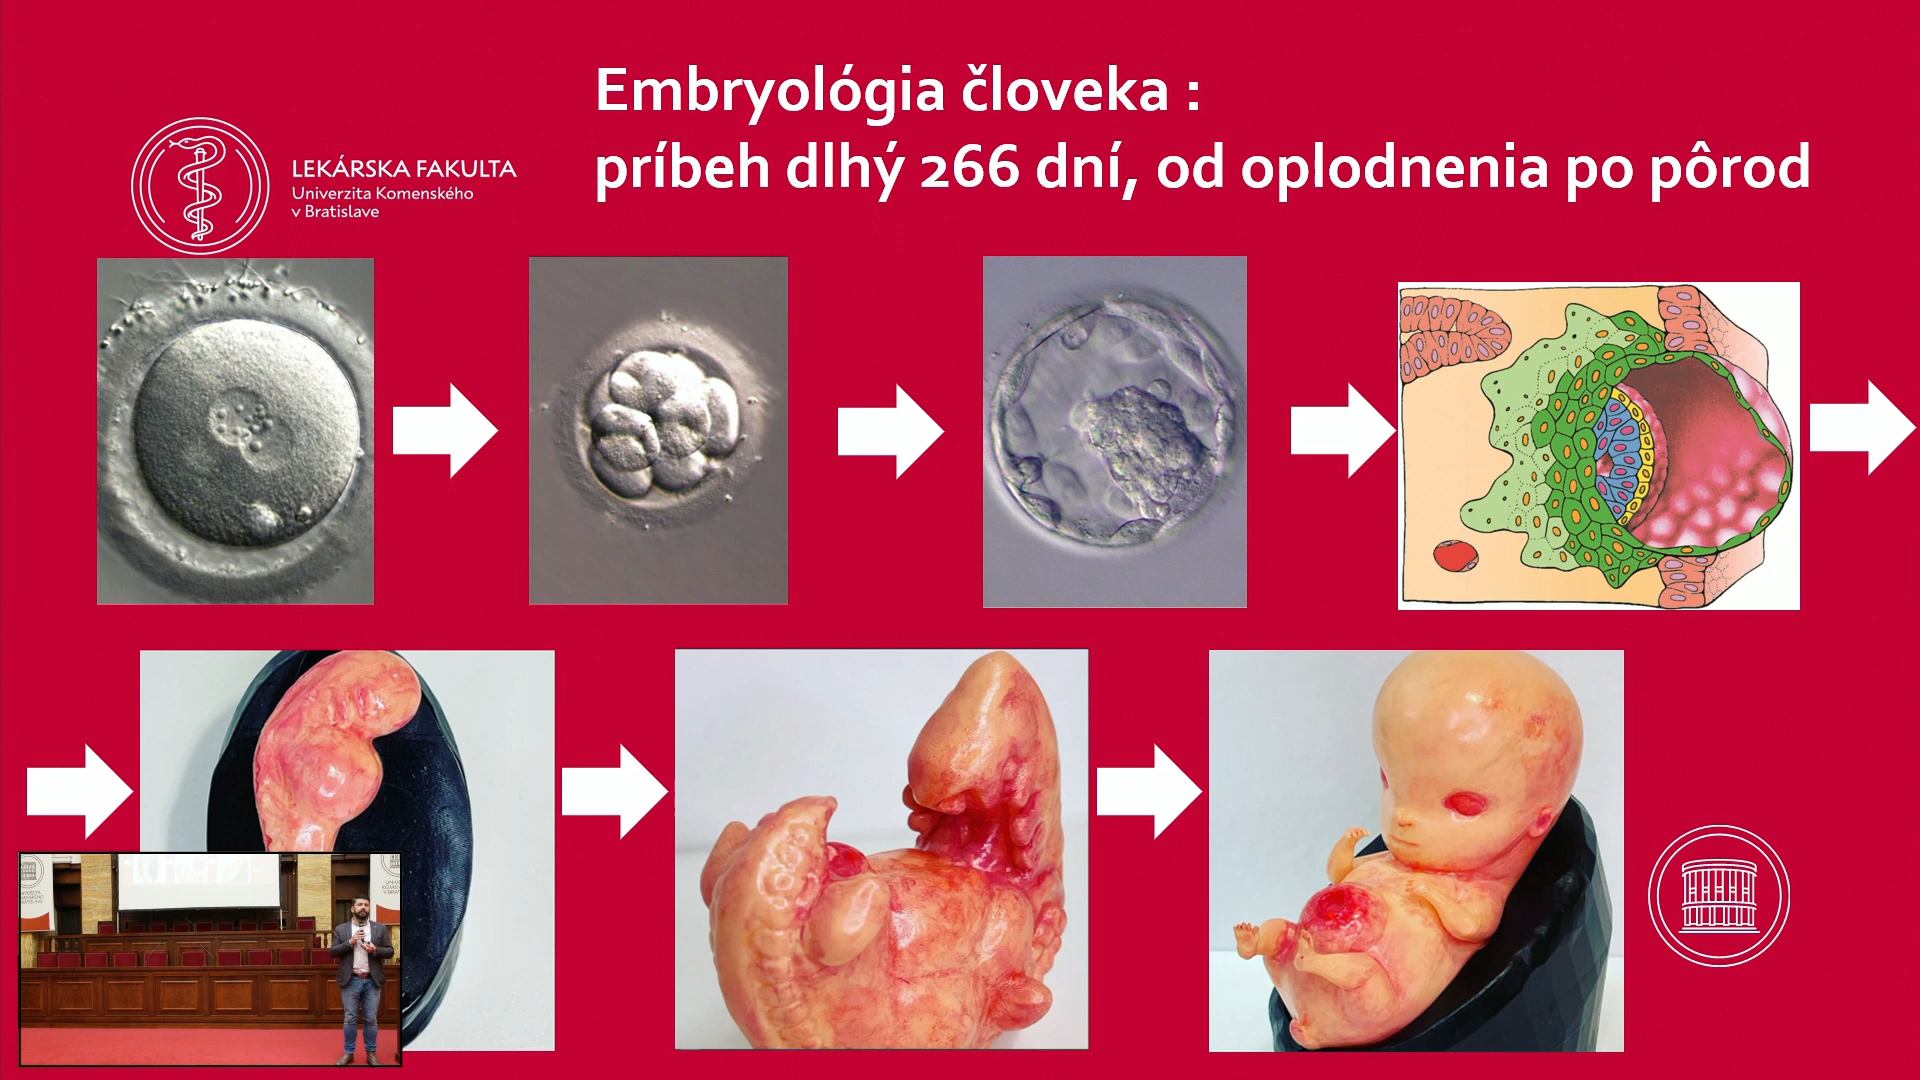 Embryológia človeka :
príbeh dlhý 266 dní, od oplodnenia po pôrod
LEKÁRSKA FAKULTA
Univerzita Komenského
v Bratislave